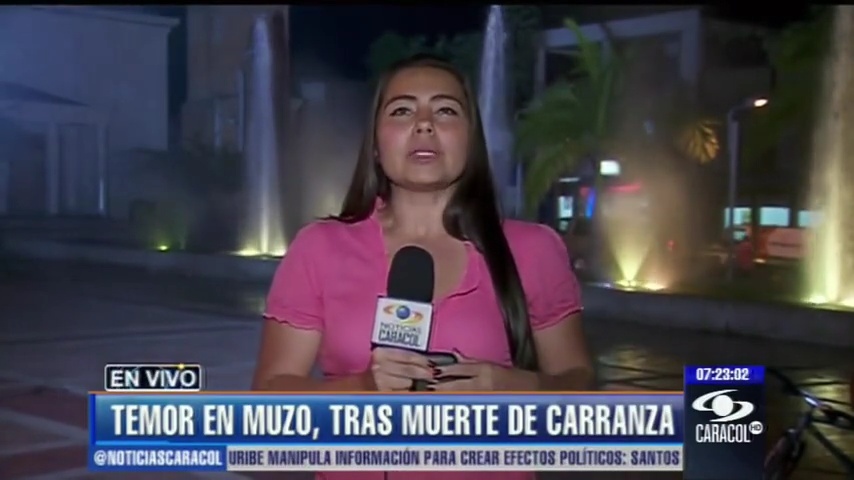 NOTICIAS
CARACOL
EN VIVO
07:23:02
TEMOR EN MUZO, TRAS MUERTE DE CARRANZA
CARACOL HD
@NOTICIASCARACOL URIBE MANIPULA INFORMACIÓN PARA CREAR EFECTOS POLÍTICOS: SANTOS